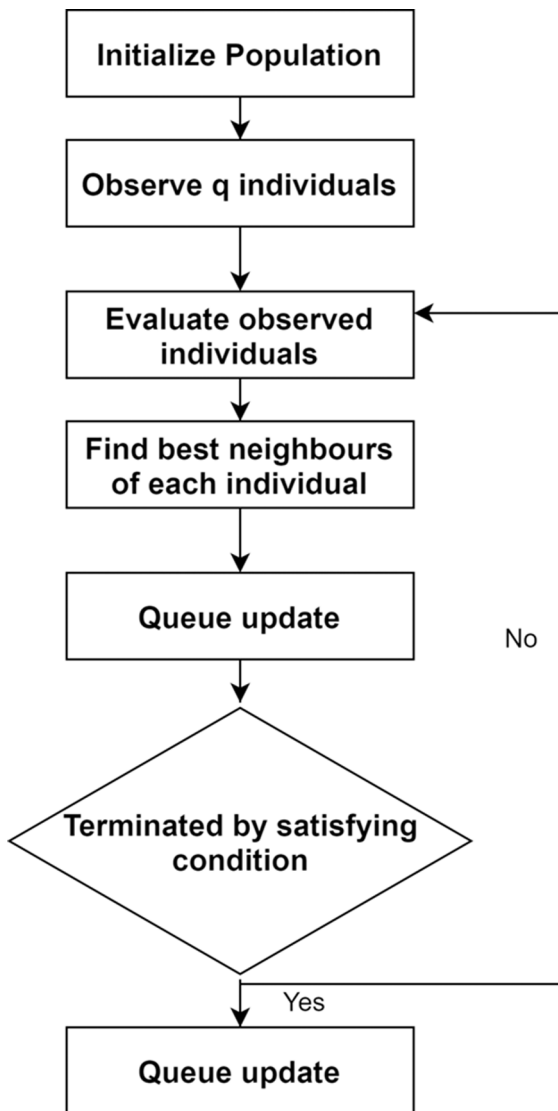 Initialize Population
Observe q individuals
Evaluate observed
individuals
Find best neighbours
of each individual
Queue update
No
Terminated by satisfying
condition
Yes
Queue update